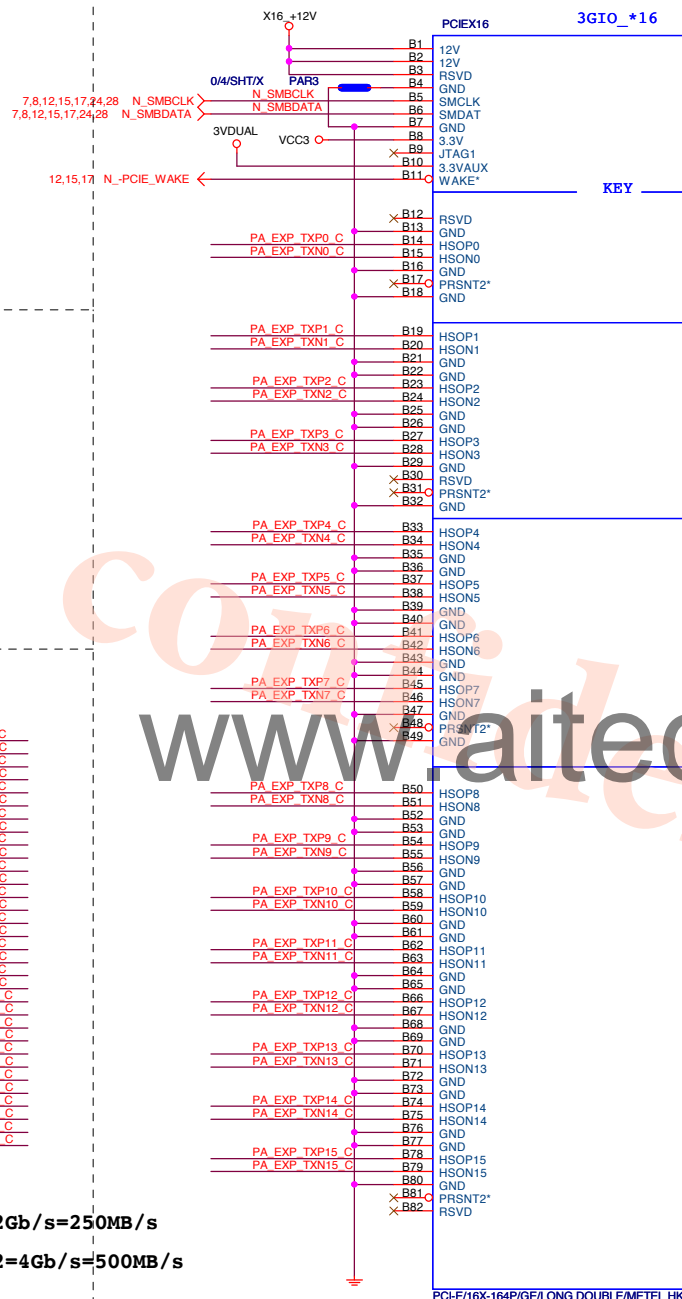 X16_+12V
PCIEX16
3GIO_*16
B1 12V
B2 12V
B3 RSVD
0/4/SHT/X PAR3
B4 GND
7,8,12,15,17,24,28 N_SMBCLK N_SMBCLK B5 SMCLK
7,8,12,15,17,24,28 N_SMBDATA N_SMBDATA B6 SMDAT
B7 GND
3VDUAL
VCC3 B8 3.3V
B9 JTAG1
B10 3.3VAUX
12,15,17 N_-PCIE_WAKE B11 WAKE*
KEY
B12 RSVD
B13 GND
PA_EXP_TXP0_C B14 HSOP0
PA_EXP_TXN0_C B15 HSON0
B16 GND
B17 PRSNT2*
B18 GND
PA_EXP_TXP1_C B19 HSOP1
PA_EXP_TXN1_C B20 HSON1
B21 GND
B22 GND
PA_EXP_TXP2_C B23 HSOP2
PA_EXP_TXN2_C B24 HSON2
B25 GND
B26 GND
PA_EXP_TXP3_C B27 HSOP3
PA_EXP_TXN3_C B28 HSON3
B29 GND
B30 RSVD
B31 PRSNT2*
B32 GND
PA_EXP_TXP4_C B33 HSOP4
PA_EXP_TXN4_C B34 HSON4
B35 GND
B36 GND
PA_EXP_TXP5_C B37 HSOP5
PA_EXP_TXN5_C B38 HSON5
B39 GND
B40 GND
PA_EXP_TXP6_C B41 HSOP6
PA_EXP_TXN6_C B42 HSON6
B43 GND
B44 GND
PA_EXP_TXP7_C B45 HSOP7
PA_EXP_TXN7_C B46 HSON7
B47 GND
B48 PRSNT2*
B49 GND
confide
www.aitec
PA_EXP_TXP8_C B50 HSOP8
PA_EXP_TXN8_C B51 HSON8
B52 GND
B53 GND
PA_EXP_TXP9_C B54 HSOP9
PA_EXP_TXN9_C B55 HSON9
B56 GND
B57 GND
PA_EXP_TXP10_C B58 HSOP10
PA_EXP_TXN10_C B59 HSON10
B60 GND
B61 GND
PA_EXP_TXP11_C B62 HSOP11
PA_EXP_TXN11_C B63 HSON11
B64 GND
B65 GND
PA_EXP_TXP12_C B66 HSOP12
PA_EXP_TXN12_C B67 HSON12
B68 GND
B69 GND
PA_EXP_TXP13_C B70 HSOP13
PA_EXP_TXN13_C B71 HSON13
B72 GND
B73 GND
PA_EXP_TXP14_C B74 HSOP14
PA_EXP_TXN14_C B75 HSON14
B76 GND
B77 GND
PA_EXP_TXP15_C B78 HSOP15
PA_EXP_TXN15_C B79 HSON15
B80 GND
B81 PRSNT2*
B82 RSVD
2Gb/s=250MB/s
2=4Gb/s=500MB/s
PCI-E/16X-164P/GF/LONG DOUBLE/METEL HK